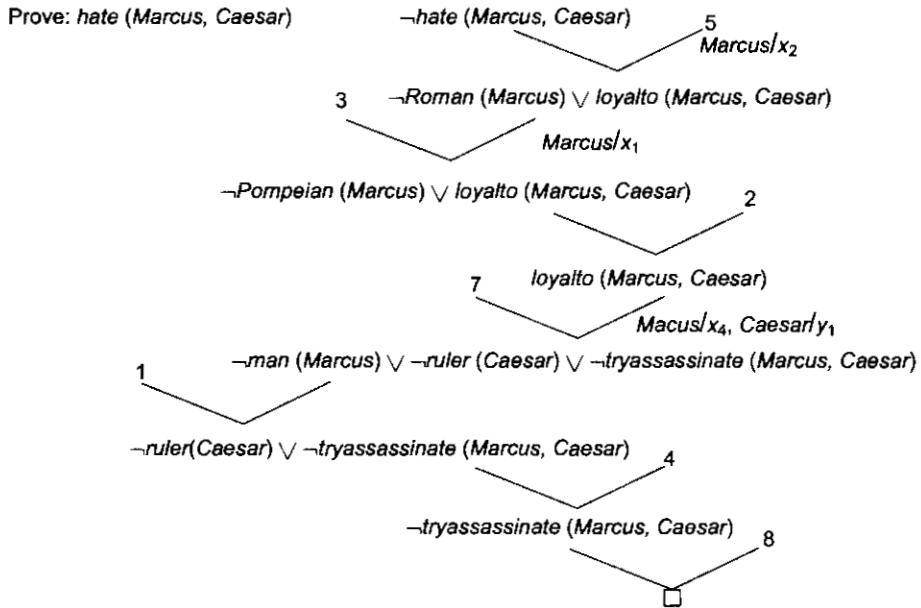 Prove: hate (Marcus, Caesar) ¬hate (Marcus, Caesar) 5
Marcus/x₂
3 ¬Roman (Marcus) ∨ loyalto (Marcus, Caesar)
Marcus/x₁
¬Pompeian (Marcus) ∨ loyalto (Marcus, Caesar) 2
7 loyalto (Marcus, Caesar)
Macus/x₄, Caesar/y₁
1 ¬man (Marcus) ∨ ¬ruler (Caesar) ∨ ¬tryassassinate (Marcus, Caesar)
¬ruler(Caesar) ∨ ¬tryassassinate (Marcus, Caesar) 4
¬tryassassinate (Marcus, Caesar) 8